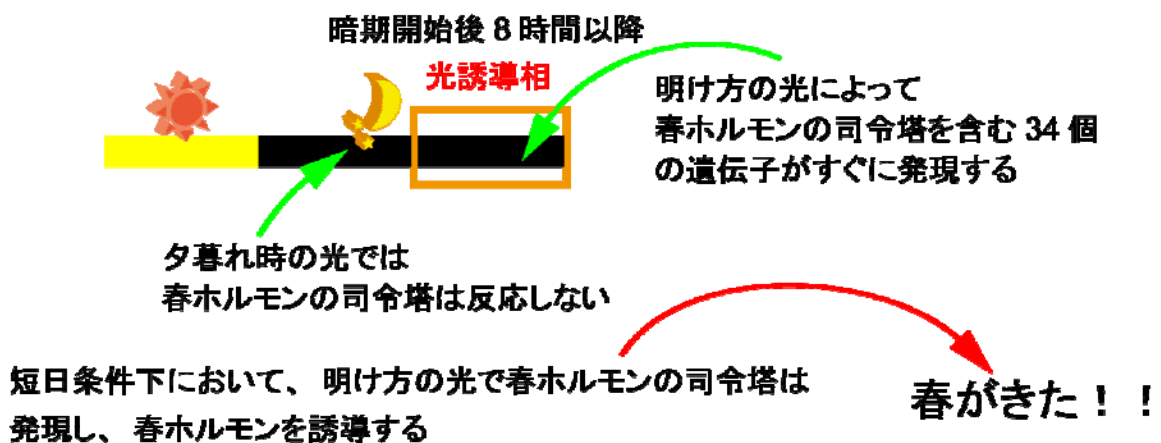 暗期開始後 8 時間以降
光誘導相
明け方の光によって
春ホルモンの司令塔を含む 34 個
の遺伝子がすぐに発現する
夕暮れ時の光では
春ホルモンの司令塔は反応しない
短日条件下において、 明け方の光で春ホルモンの司令塔は
発現し、 春ホルモンを誘導する
春がきた！！